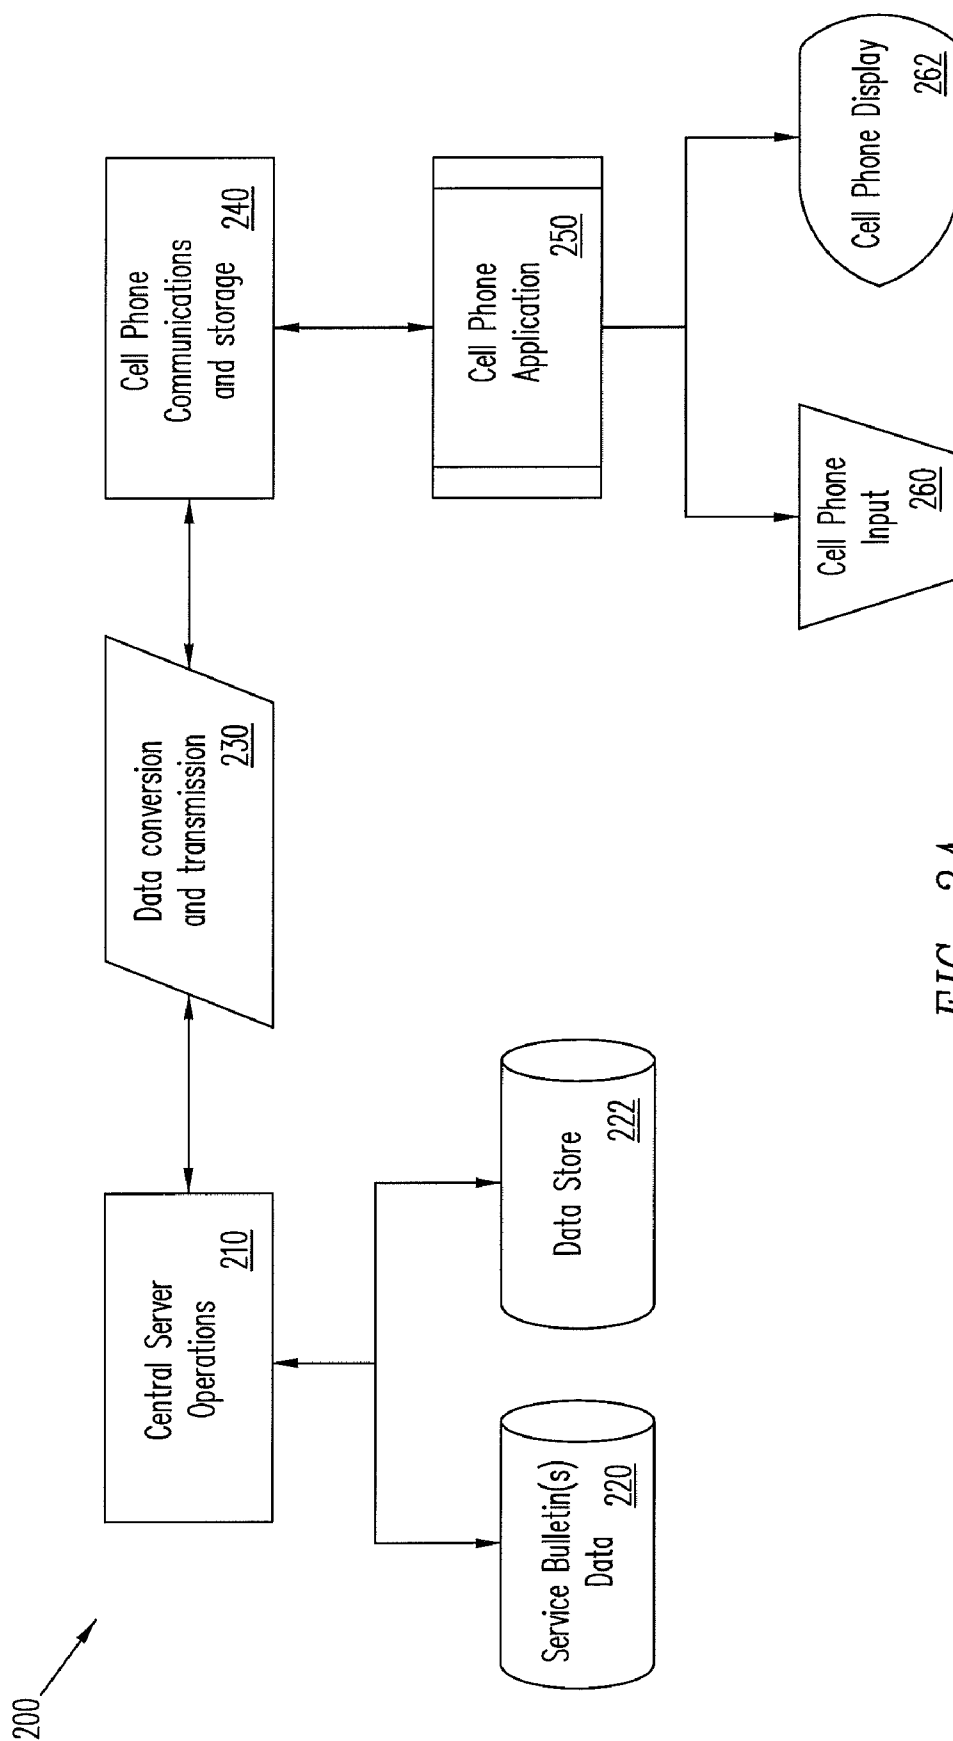 200
Central Server
Operations
210
Service Bulletin(s)
Data
220
Data Store
222
Data conversion
and transmission
230
Cell Phone
Communications
and storage
240
Cell Phone
Application
250
Cell Phone
Input
260
Cell Phone Display
262